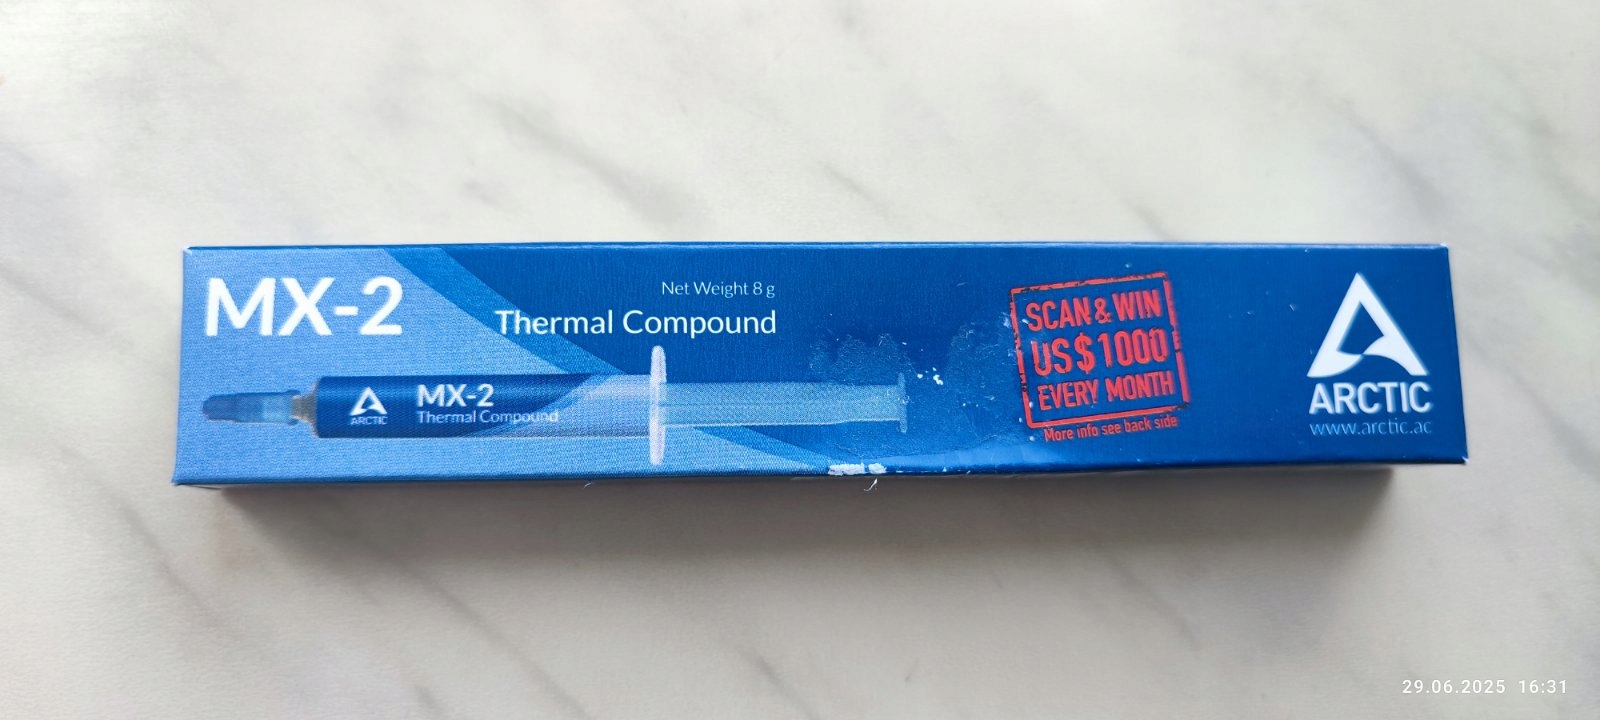 MX-2
Net Weight 8 g
Thermal Compound
ARCTIC
MX-2
Thermal Compound
SCAN & WIN
US$1000
EVERY MONTH
More info see back side
ARCTIC
www.arctic.ac
29.06.2025 16:31